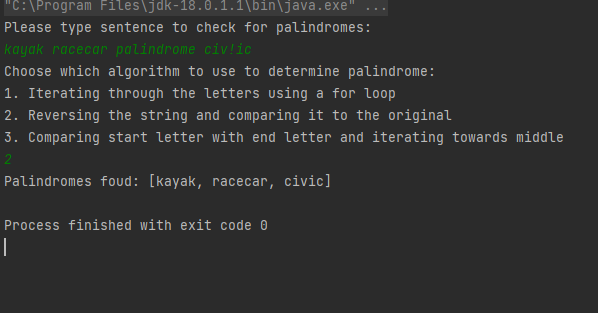 "C:\Program Files\jdk-18.0.1.1\bin\java.exe" ...
Please type sentence to check for palindromes:
kayak racecar palindrome civ!ic
Choose which algorithm to use to determine palindrome:
1. Iterating through the letters using a for loop
2. Reversing the string and comparing it to the original
3. Comparing start letter with end letter and iterating towards middle
2
Palindromes foud: [kayak, racecar, civic]
Process finished with exit code 0